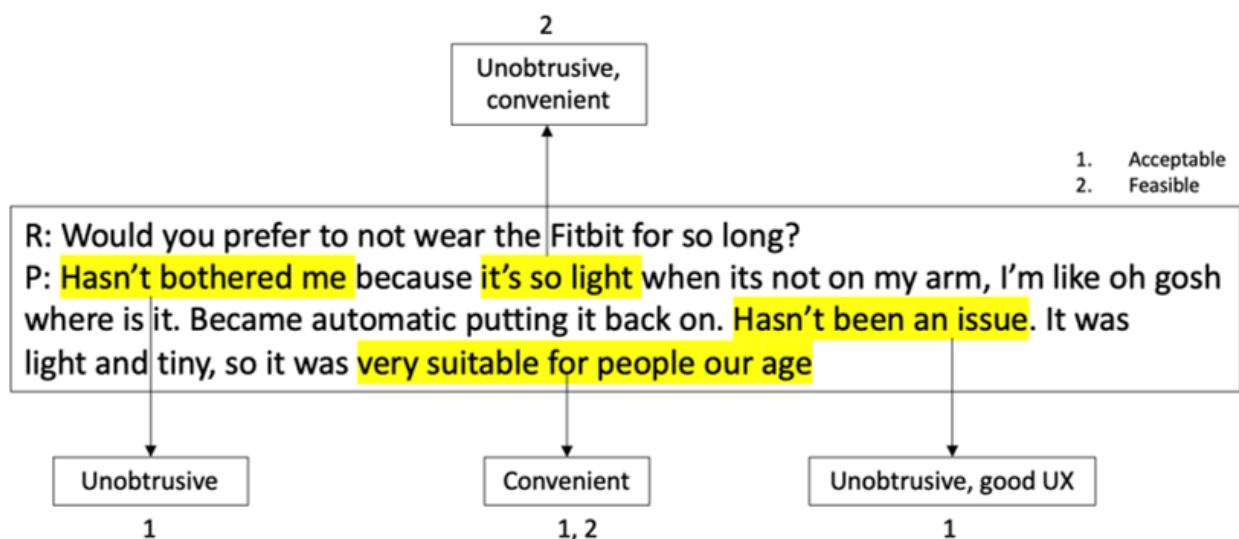 2
Unobtrusive,
convenient
1. Acceptable
2. Feasible
R: Would you prefer to not wear the Fitbit for so long?
P: Hasn't bothered me because it's so light when its not on my arm, I'm like oh gosh
where is it. Became automatic putting it back on. Hasn't been an issue. It was
light and tiny, so it was very suitable for people our age
Unobtrusive
Convenient
Unobtrusive, good UX
1
1, 2
1